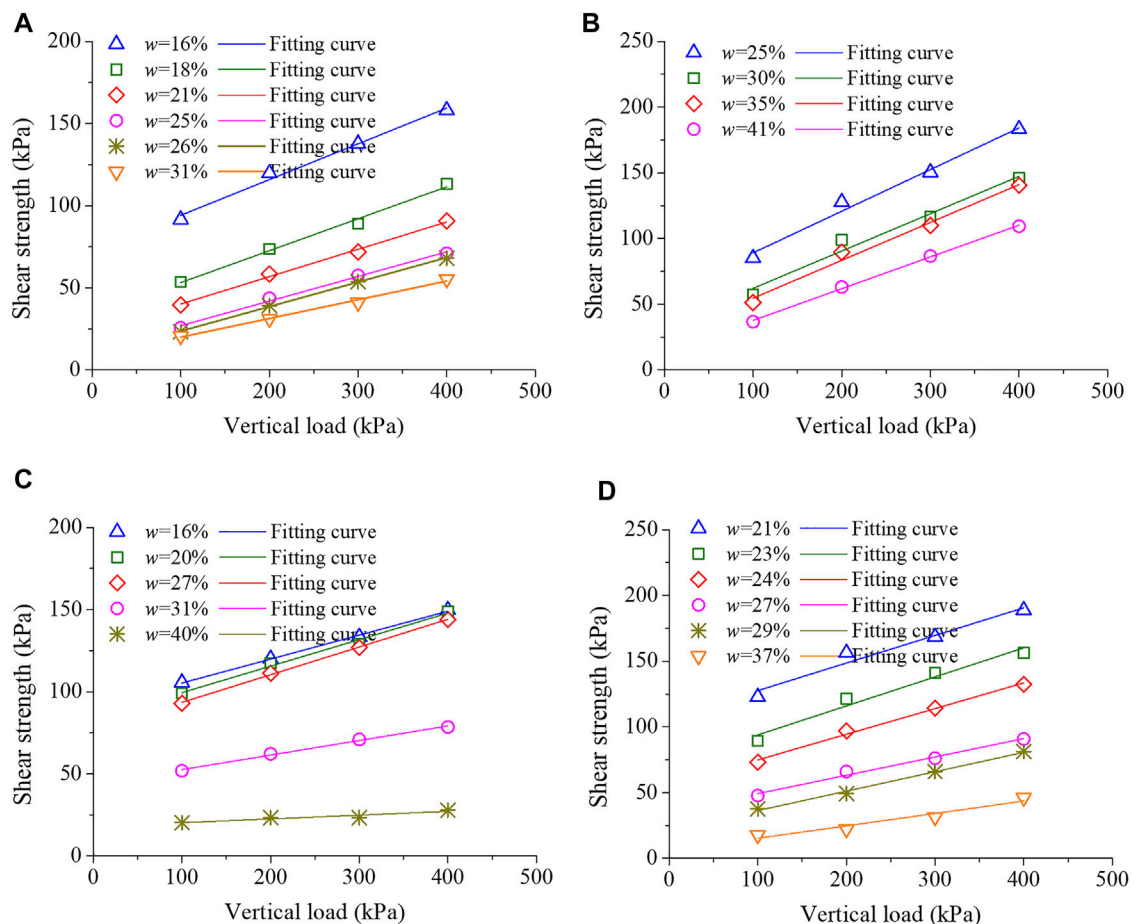 A
200
150
100
50
0
w=16% Fitting curve
w=18% Fitting curve
w=21% Fitting curve
w=25% Fitting curve
w=26% Fitting curve
w=31% Fitting curve
0 100 200 300 400 500
Shear strength (kPa)
Vertical load (kPa)
B
250
200
150
100
50
0
w=25% Fitting curve
w=30% Fitting curve
w=35% Fitting curve
w=41% Fitting curve
0 100 200 300 400 500
Shear strength (kPa)
Vertical load (kPa)
C
200
150
100
50
0
w=16% Fitting curve
w=20% Fitting curve
w=27% Fitting curve
w=31% Fitting curve
w=40% Fitting curve
0 100 200 300 400 500
Shear strength (kPa)
Vertical load (kPa)
D
250
200
150
100
50
0
w=21% Fitting curve
w=23% Fitting curve
w=24% Fitting curve
w=27% Fitting curve
w=29% Fitting curve
w=37% Fitting curve
0 100 200 300 400 500
Shear strength (kPa)
Vertical load (kPa)